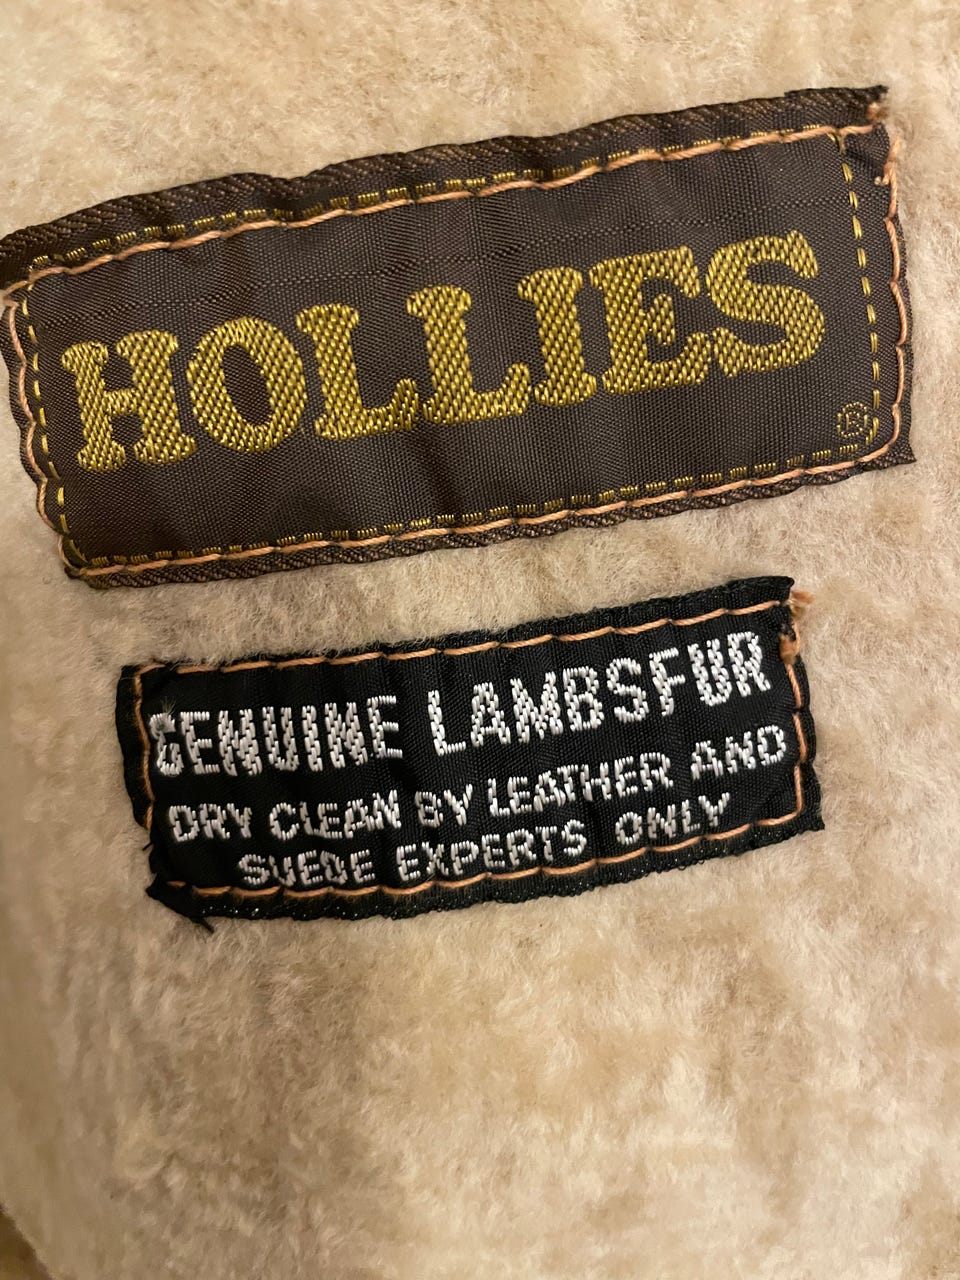 HOLLIES
®
GENUINE LAMBSFUR
DRY CLEAN BY LEATHER AND
SUEDE EXPERTS ONLY